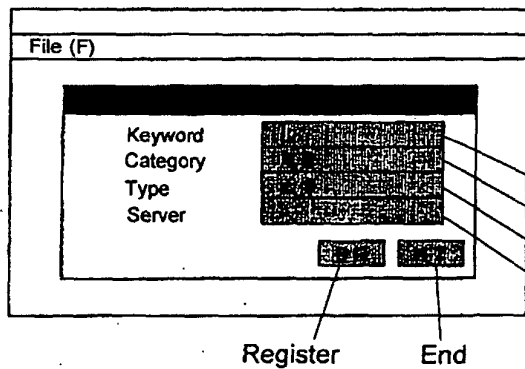 File (F)
Keyword
Category
Type
Server
Register End